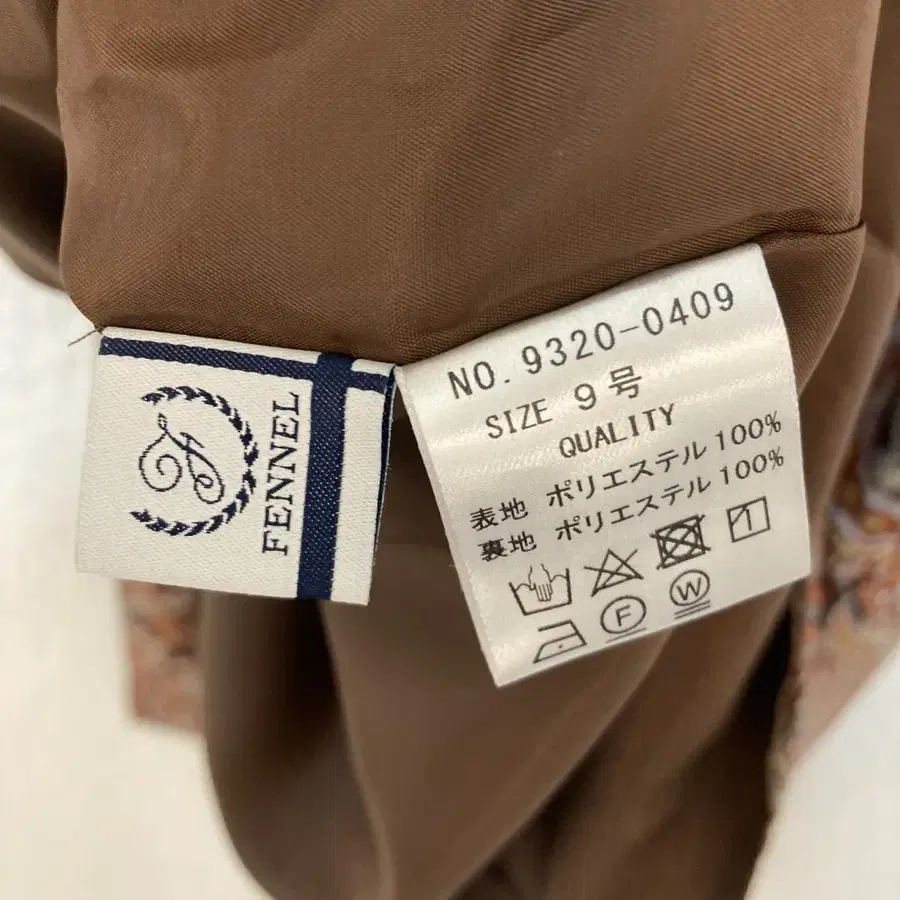 FENNEL
NO. 9320-0409
SIZE 9号
QUALITY
表地 ポリエステル 100%
裏地 ポリエステル 100%
1
F
W